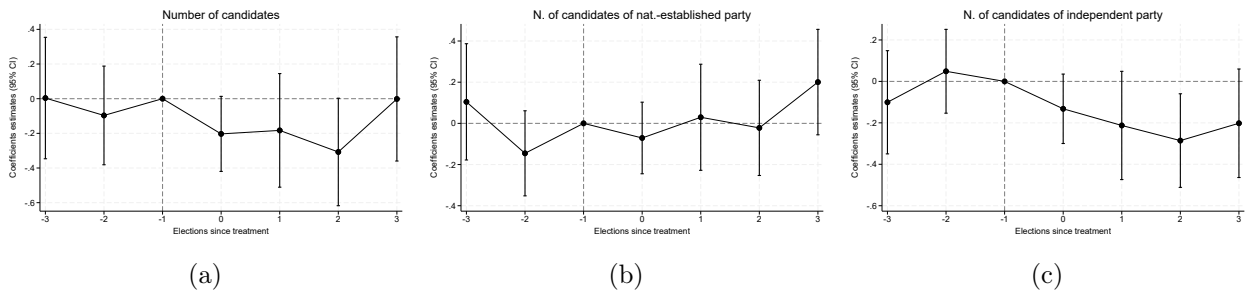 Number of candidates
Coefficients estimates (95% CI)
.4
.2
0
-.2
-.4
-.6
-3 -2 -1 0 1 2 3
Elections since treatment
(a)
N. of candidates of nat.-established party
Coefficients estimates (95% CI)
.4
.2
0
-.2
-.4
-3 -2 -1 0 1 2 3
Elections since treatment
(b)
N. of candidates of independent party
Coefficients estimates (95% CI)
.2
0
-.2
-.4
-.6
-3 -2 -1 0 1 2 3
Elections since treatment
(c)